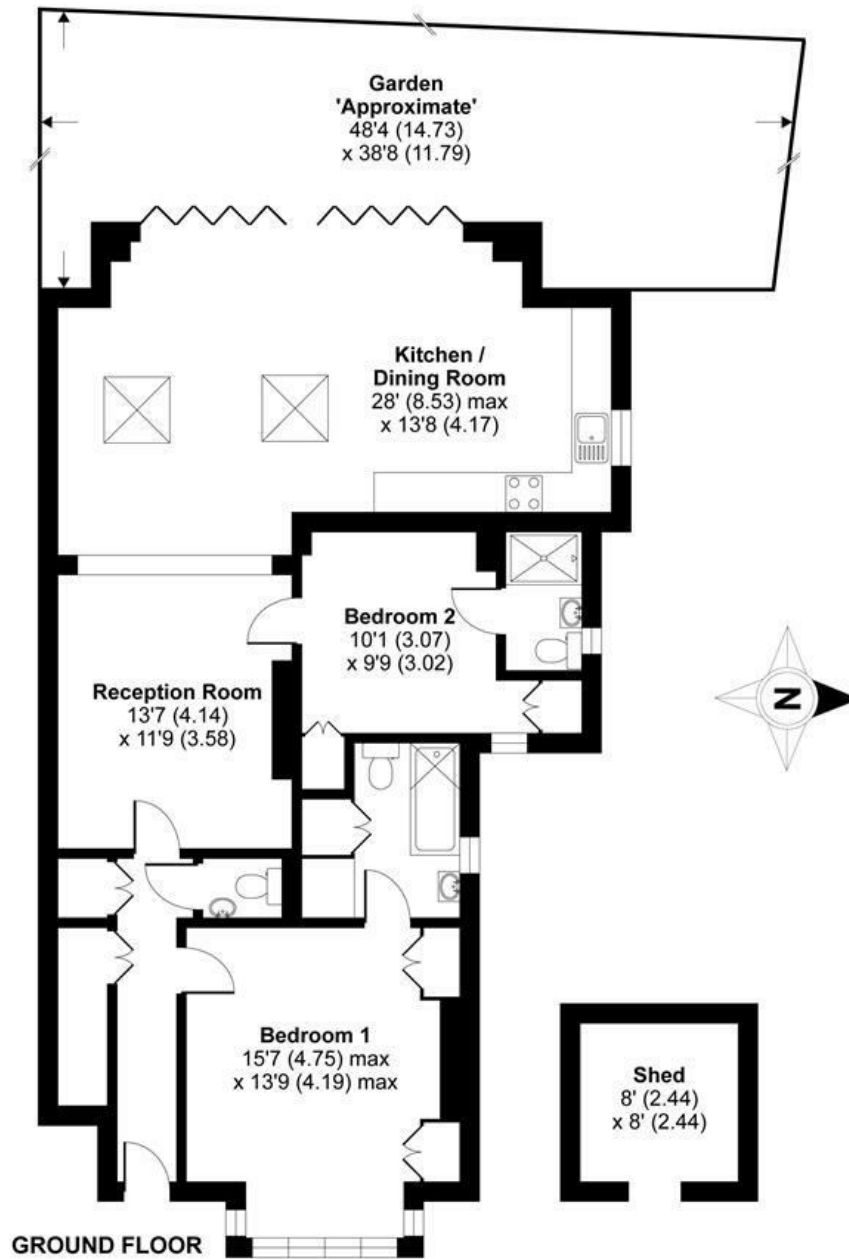 Garden
'Approximate'
48'4 (14.73)
x 38'8 (11.79)
Kitchen /
Dining Room
28' (8.53) max
x 13'8 (4.17)
Bedroom 2
10'1 (3.07)
x 9'9 (3.02)
Reception Room
13'7 (4.14)
x 11'9 (3.58)
N
Bedroom 1
15'7 (4.75) max
x 13'9 (4.19) max
Shed
8' (2.44)
x 8' (2.44)
GROUND FLOOR